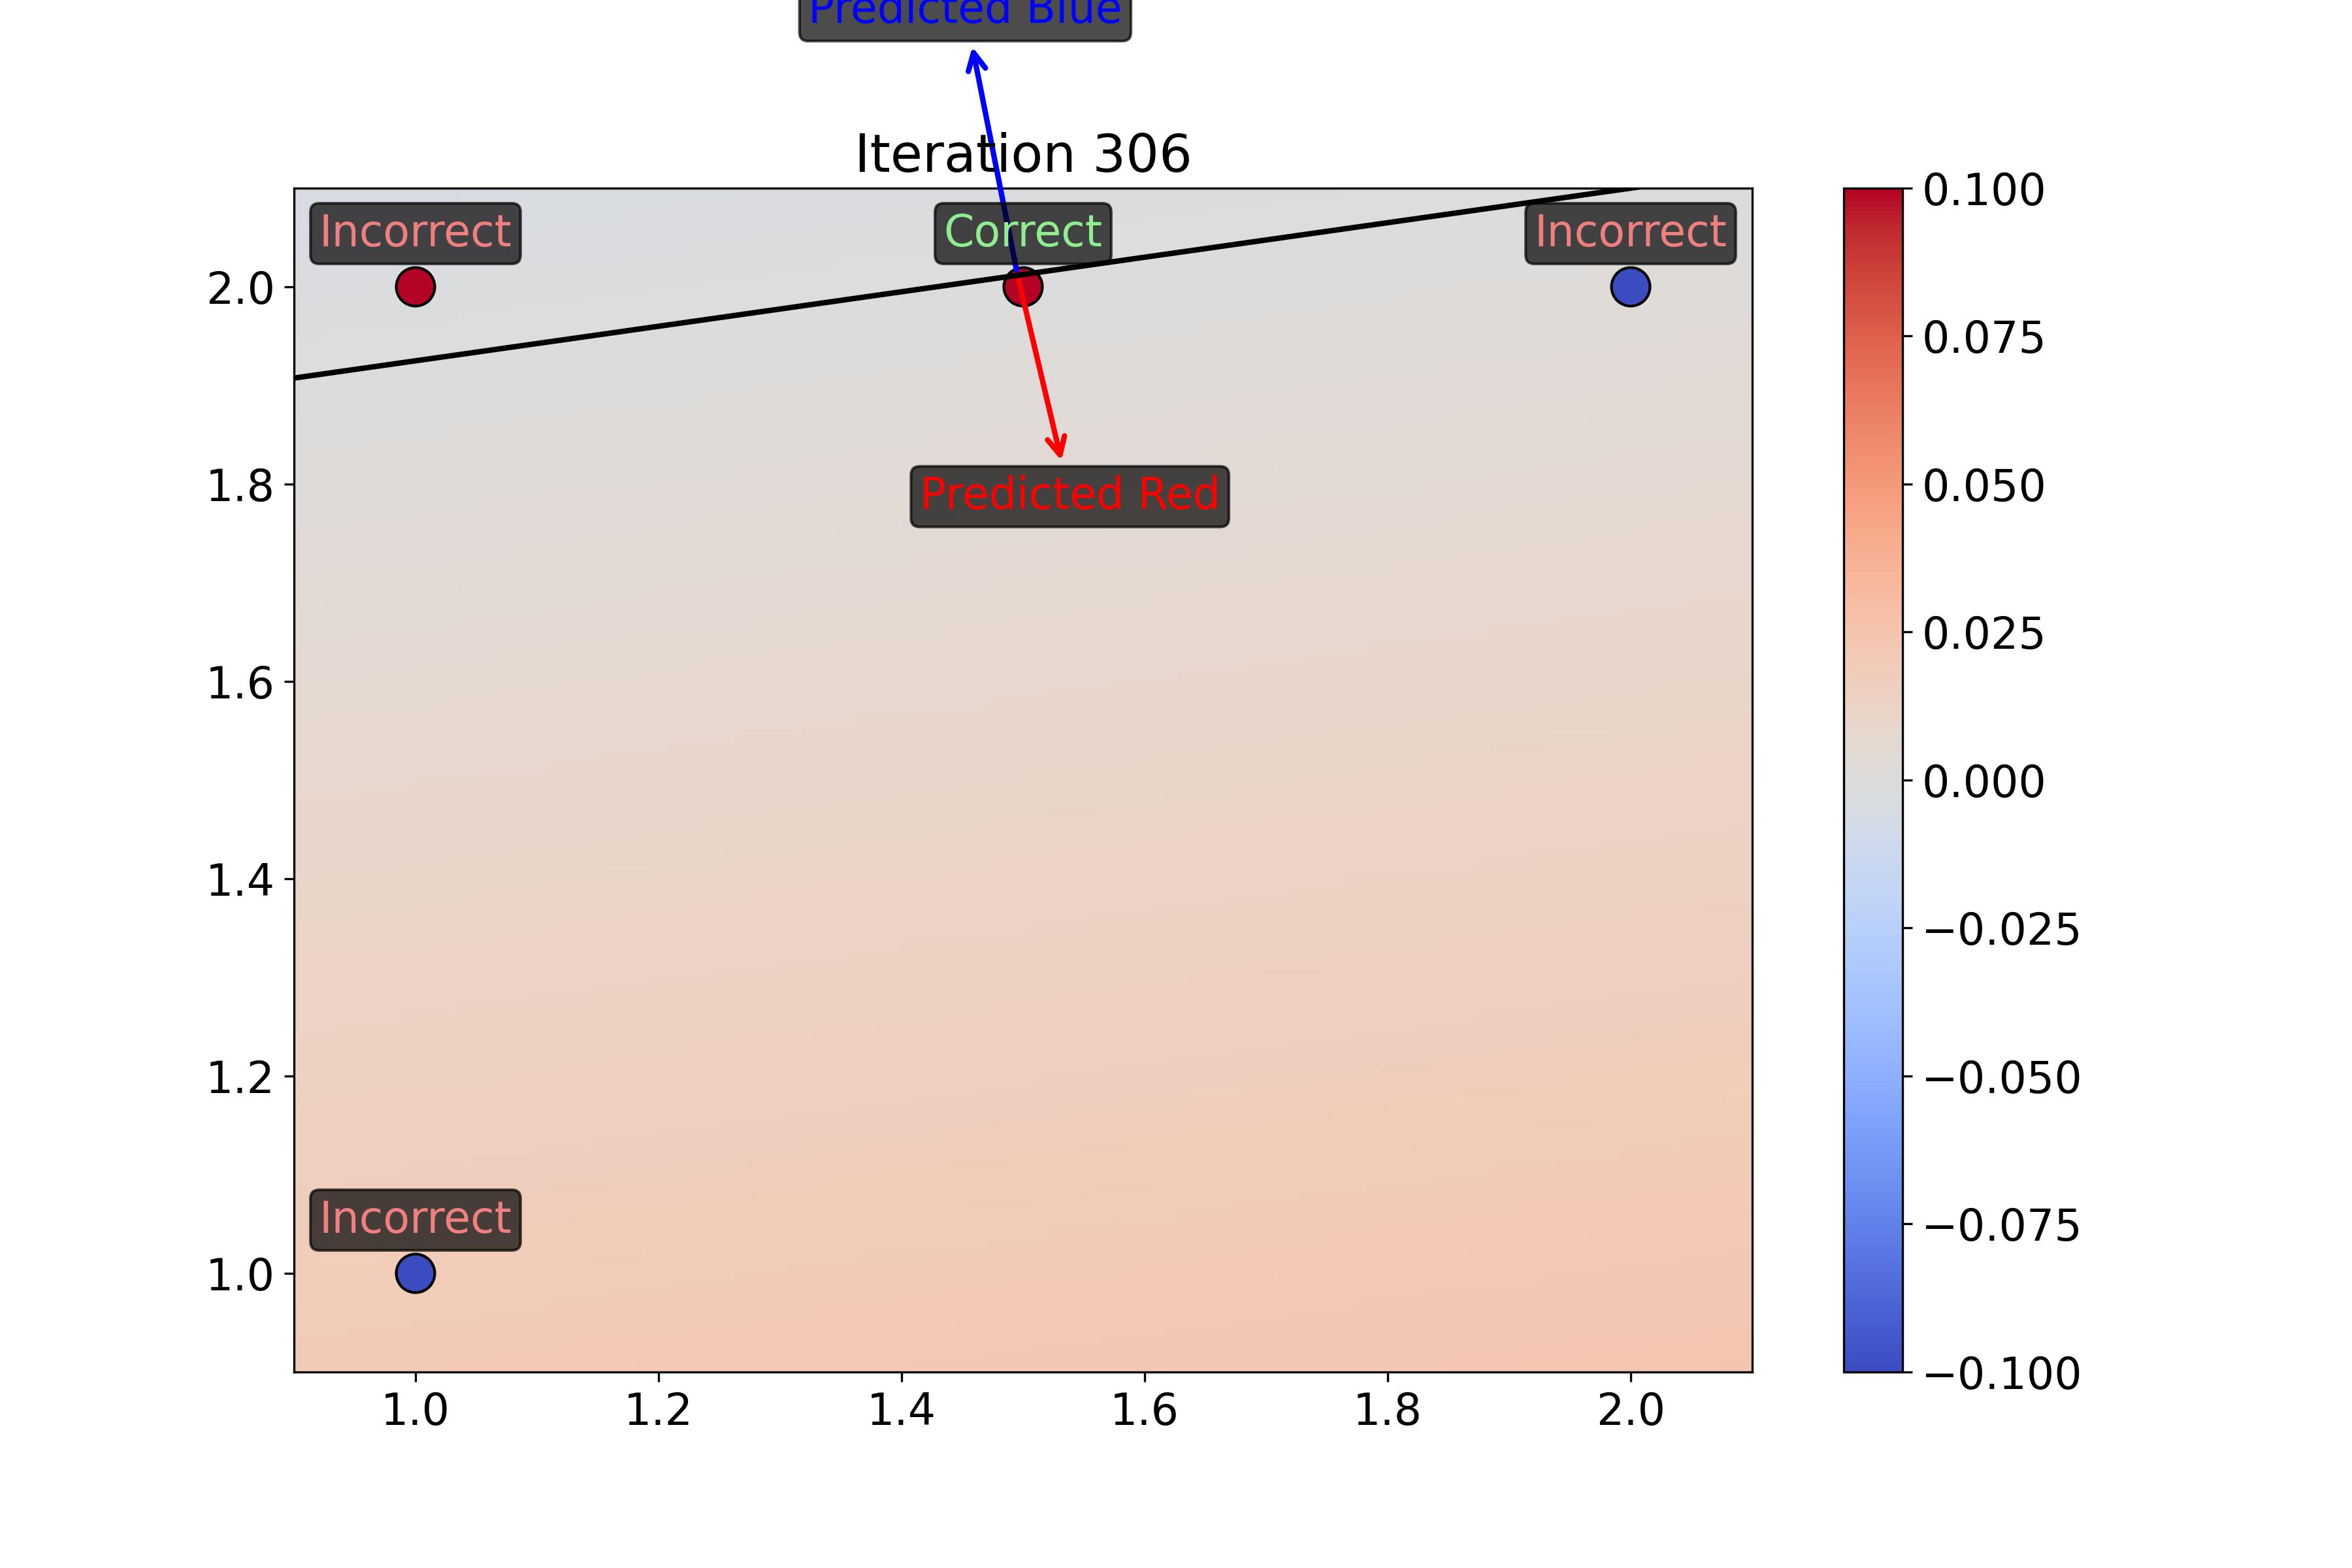 Predicted Blue
Iteration 306
Incorrect
Correct
Incorrect
Predicted Red
Incorrect
2.0
1.8
1.6
1.4
1.2
1.0
1.0 1.2 1.4 1.6 1.8 2.0
0.100
0.075
0.050
0.025
0.000
−0.025
−0.050
−0.075
−0.100